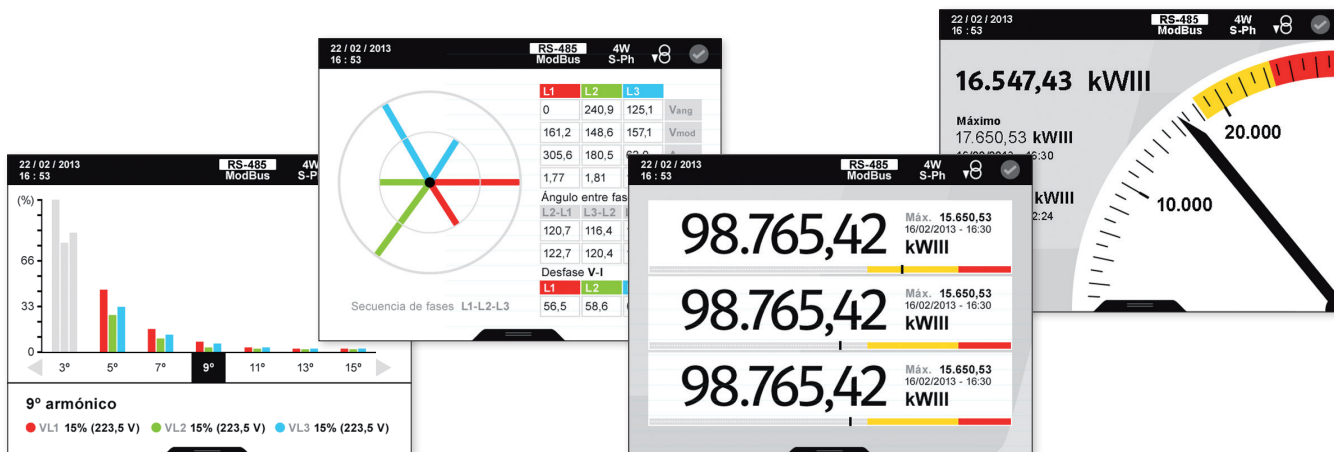 22 / 02 / 2013
16 : 53
RS-485
ModBus
4W
(%)
66
33
0
3º 5º 7º 9º 11º 13º 15º
9º armónico
VL1 15% (223,5 V) VL2 15% (223,5 V) VL3 15% (223,5 V)
22 / 02 / 2013
16 : 53
RS-485
ModBus
4W
S-Ph
L1 L2 L3
0 240,9 125,1 Vang
161,2 148,6 157,1 Vmod
305,6 180,5
1,77 1,81
Ángulo entre
L2-L1 L3-L2
120,7 116,4
122,7 120,4
Desfase V-I
L1 L2
56,5 58,6
Secuencia de fases L1-L2-L3
22 / 02 / 2013
16 : 53
RS-485
ModBus
4W
S-Ph
98.765,42
Máx. 15.650,53
16/02/2013 - 16:30
kWIII
98.765,42
Máx. 15.650,53
16/02/2013 - 16:30
kWIII
98.765,42
Máx. 15.650,53
16/02/2013 - 16:30
kWIII
22 / 02 / 2013
16 : 53
RS-485
ModBus
4W
S-Ph
16.547,43 kWIII
Máximo
17.650,53 kWIII
16:30
kWIII
2:24
20.000
10.000